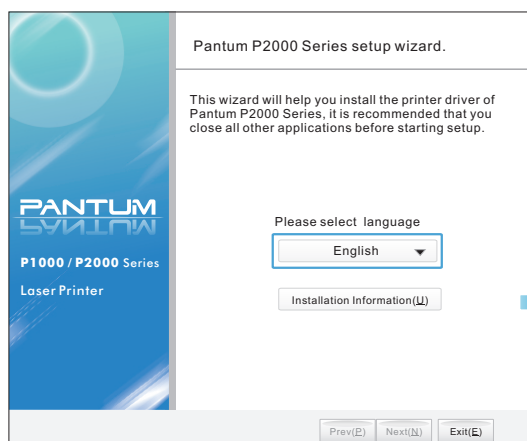 Pantum P2000 Series setup wizard.
This wizard will help you install the printer driver of
Pantum P2000 Series, it is recommended that you
close all other applications before starting setup.
PANTUM
P1000 / P2000 Series
Laser Printer
Please select language
English
Installation Information(U)
Prev(P) Next(N) Exit(E)